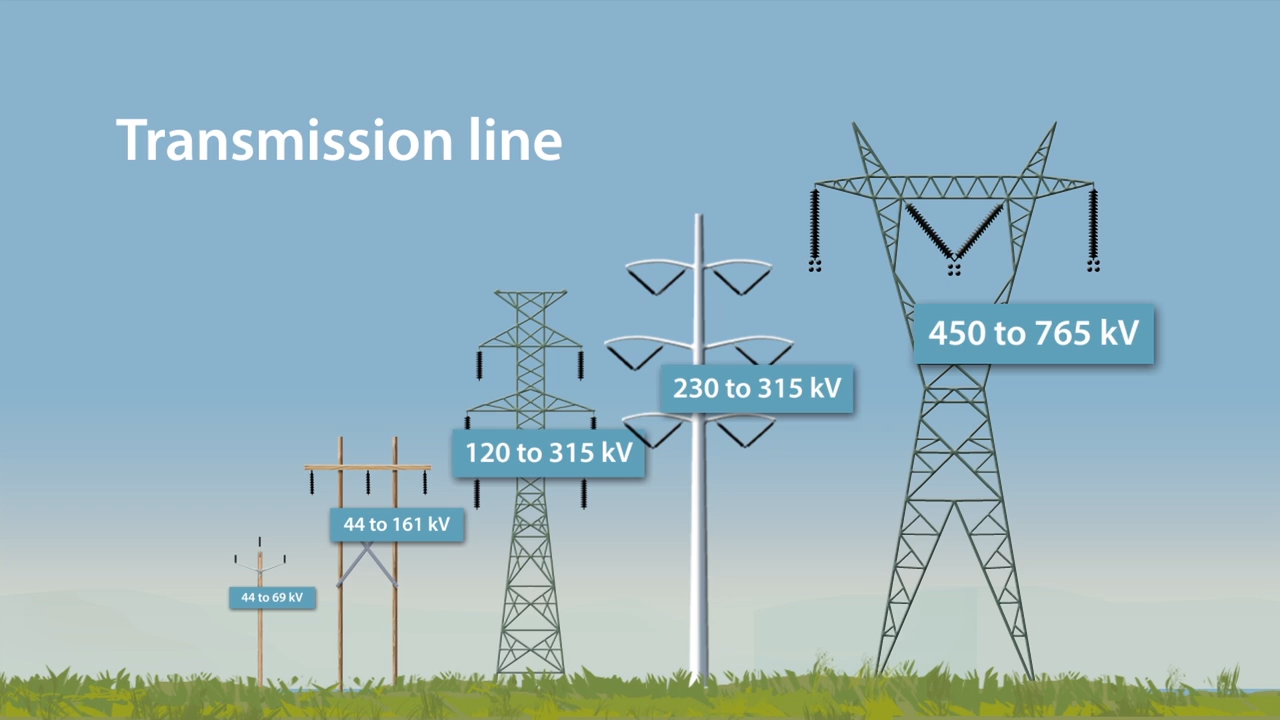 Transmission line
450 to 765 kV
230 to 315 kV
120 to 315 kV
44 to 161 kV
44 to 69 kV